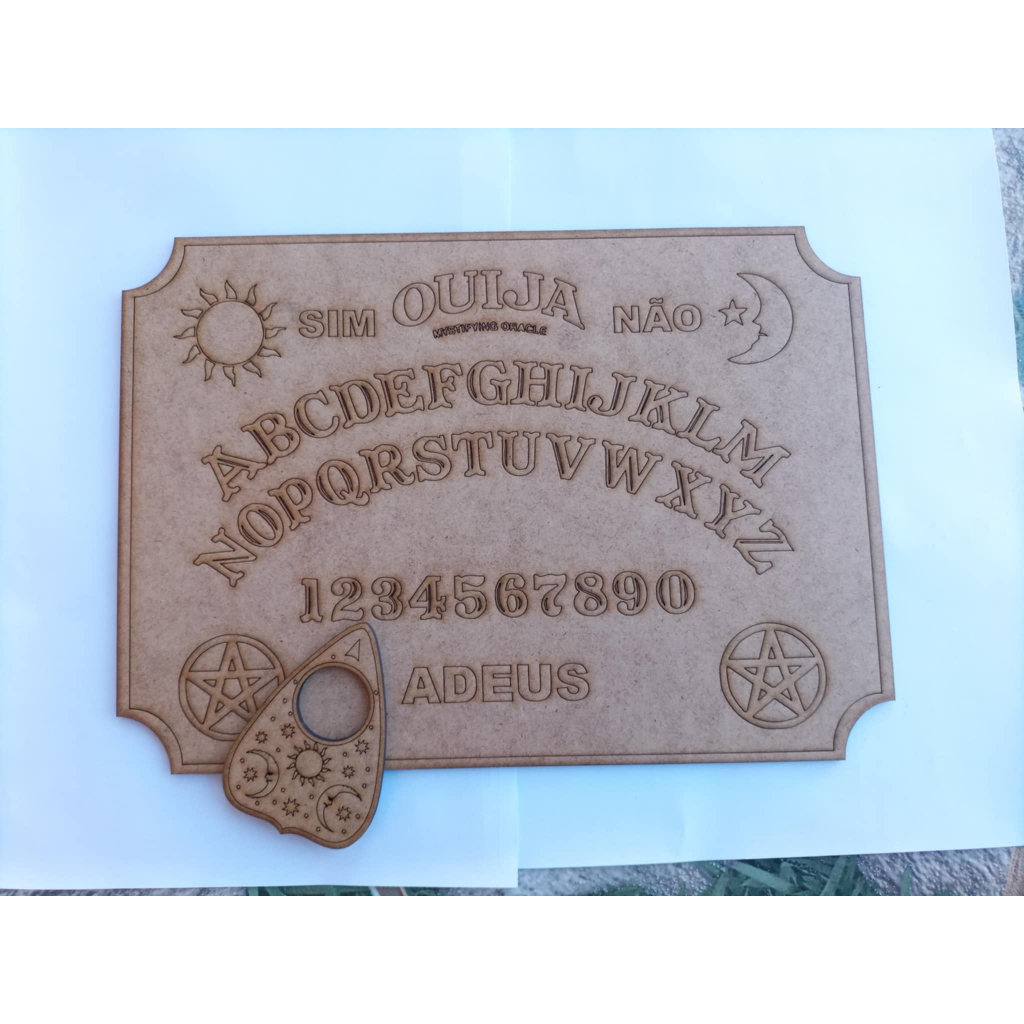 SIM OUIJA NÃO
MYSTIFYING ORACLE
ABCDEFGHIJKLM
NOPQRSTUVWXYZ
1234567890
ADEUS